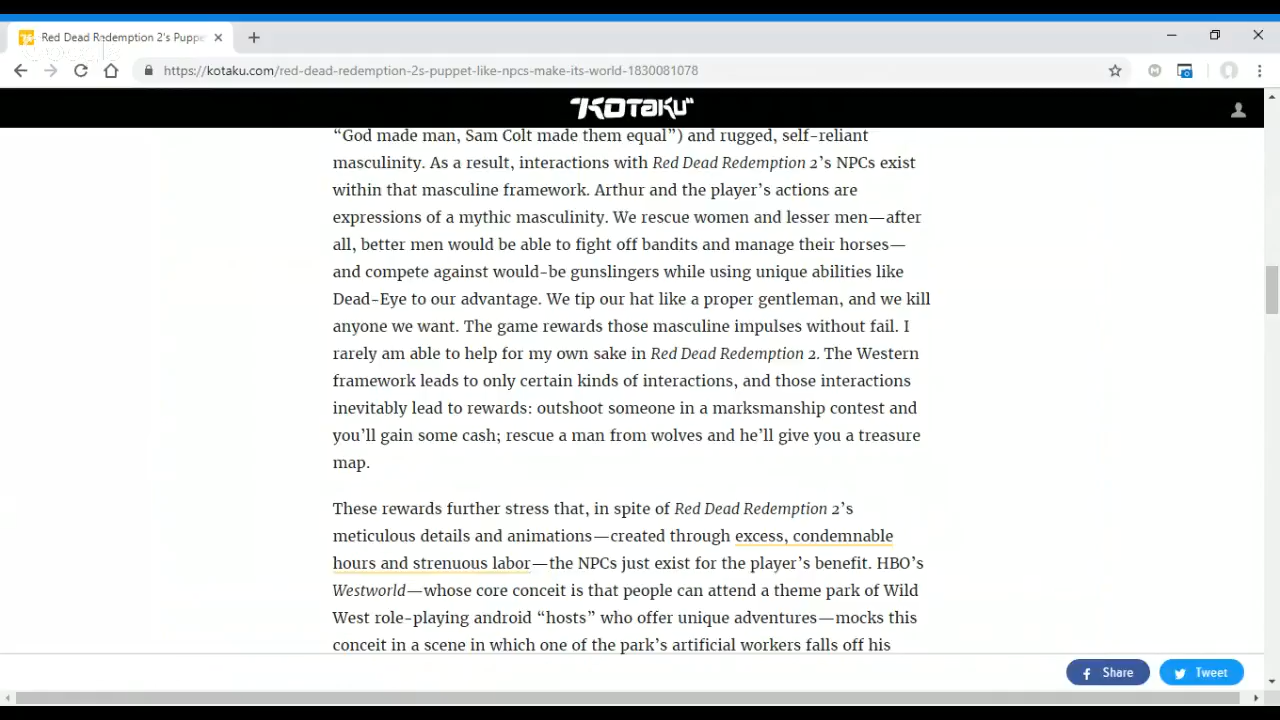 Red Dead Redemption 2's Puppe
https://kotaku.com/red-dead-redemption-2s-puppet-like-npcs-make-its-world-1830081078
KOTAKU
“God made man, Sam Colt made them equal”) and rugged, self-reliant
masculinity. As a result, interactions with Red Dead Redemption 2’s NPCs exist
within that masculine framework. Arthur and the player’s actions are
expressions of a mythic masculinity. We rescue women and lesser men—after
all, better men would be able to fight off bandits and manage their horses—
and compete against would-be gunslingers while using unique abilities like
Dead-Eye to our advantage. We tip our hat like a proper gentleman, and we kill
anyone we want. The game rewards those masculine impulses without fail. I
rarely am able to help for my own sake in Red Dead Redemption 2. The Western
framework leads to only certain kinds of interactions, and those interactions
inevitably lead to rewards: outshoot someone in a marksmanship contest and
you’ll gain some cash; rescue a man from wolves and he’ll give you a treasure
map.
These rewards further stress that, in spite of Red Dead Redemption 2’s
meticulous details and animations—created through excess, condemnable
hours and strenuous labor—the NPCs just exist for the player’s benefit. HBO’s
Westworld—whose core conceit is that people can attend a theme park of Wild
West role-playing android “hosts” who offer unique adventures—mocks this
conceit in a scene in which one of the park’s artificial workers falls off his
Share
Tweet